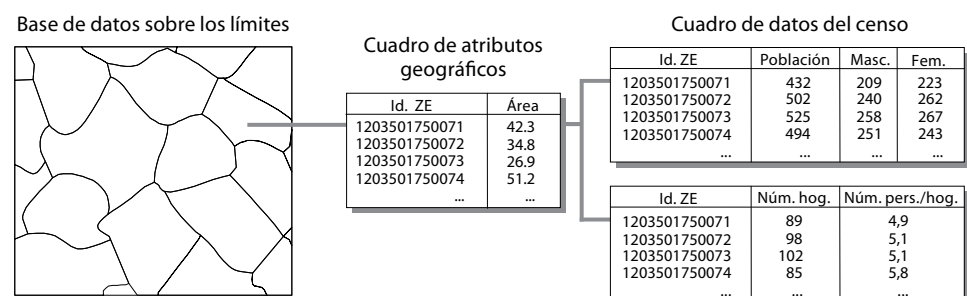 Base de datos sobre los límites
Cuadro de atributos
geográficos
Id. ZE Área
1203501750071 42.3
1203501750072 34.8
1203501750073 26.9
1203501750074 51.2
... ...
Cuadro de datos del censo
Id. ZE Población Masc. Fem.
1203501750071 432 209 223
1203501750072 502 240 262
1203501750073 525 258 267
1203501750074 494 251 243
... ... ... ...
Id. ZE Núm. hog. Núm. pers./hog.
1203501750071 89 4,9
1203501750072 98 5,1
1203501750073 102 5,1
1203501750074 85 5,8
... ... ...